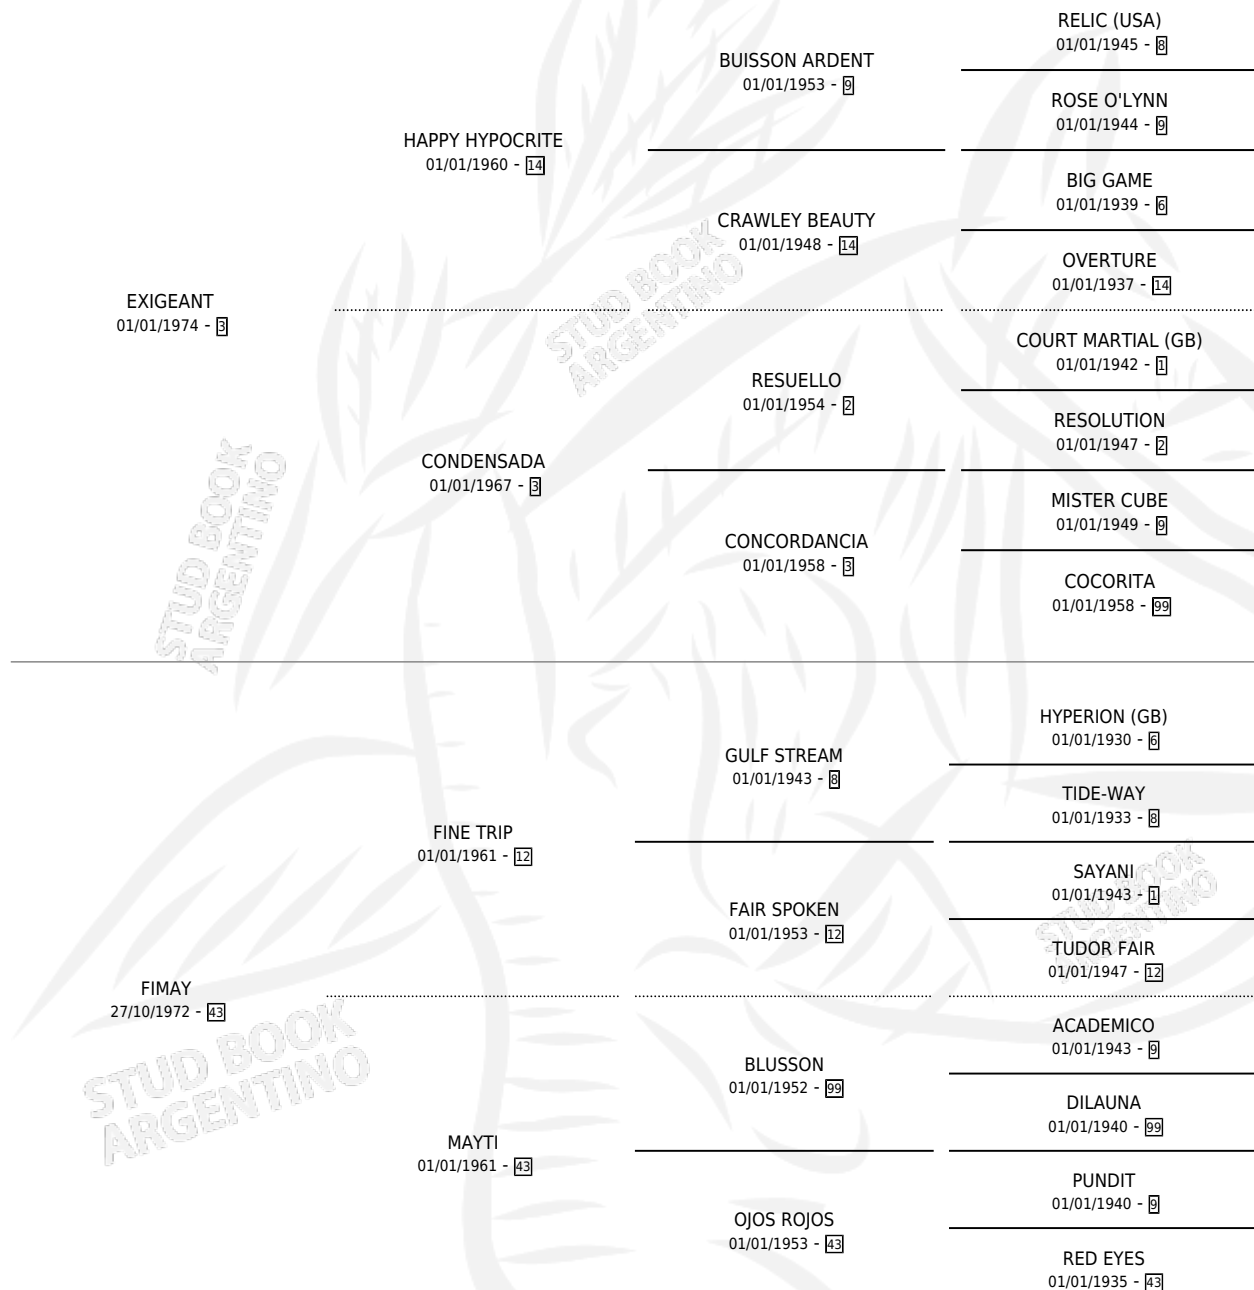 RELIC (USA)
01/01/1945 - 8
BUISSON ARDENT
01/01/1953 - 9
ROSE O'LYNN
01/01/1944 - 9
HAPPY HYPOCRITE
01/01/1960 - 14
BIG GAME
01/01/1939 - 6
CRAWLEY BEAUTY
01/01/1948 - 14
OVERTURE
01/01/1937 - 14
EXIGEANT
01/01/1974 - 3
COURT MARTIAL (GB)
01/01/1942 - 1
RESUELLO
01/01/1954 - 2
RESOLUTION
01/01/1947 - 2
CONDENSADA
01/01/1967 - 3
MISTER CUBE
01/01/1949 - 9
CONCORDANCIA
01/01/1958 - 3
COCORITA
01/01/1958 - 99
HYPERION (GB)
01/01/1930 - 6
GULF STREAM
01/01/1943 - 8
TIDE-WAY
01/01/1933 - 8
FINE TRIP
01/01/1961 - 12
SAYANI
01/01/1943 - 1
FAIR SPOKEN
01/01/1953 - 12
TUDOR FAIR
01/01/1947 - 12
FIMAY
27/10/1972 - 43
ACADEMICO
01/01/1943 - 9
BLUSSON
01/01/1952 - 99
DILAUNA
01/01/1940 - 99
MAYTI
01/01/1961 - 43
PUNDIT
01/01/1940 - 9
OJOS ROJOS
01/01/1953 - 43
RED EYES
01/01/1935 - 43
STUD BOOK
ARGENTINO
STUD BOOK
ARGENTINO
STUD BOOK
ARGENTINO
STUD BOOK
ARGENTINO